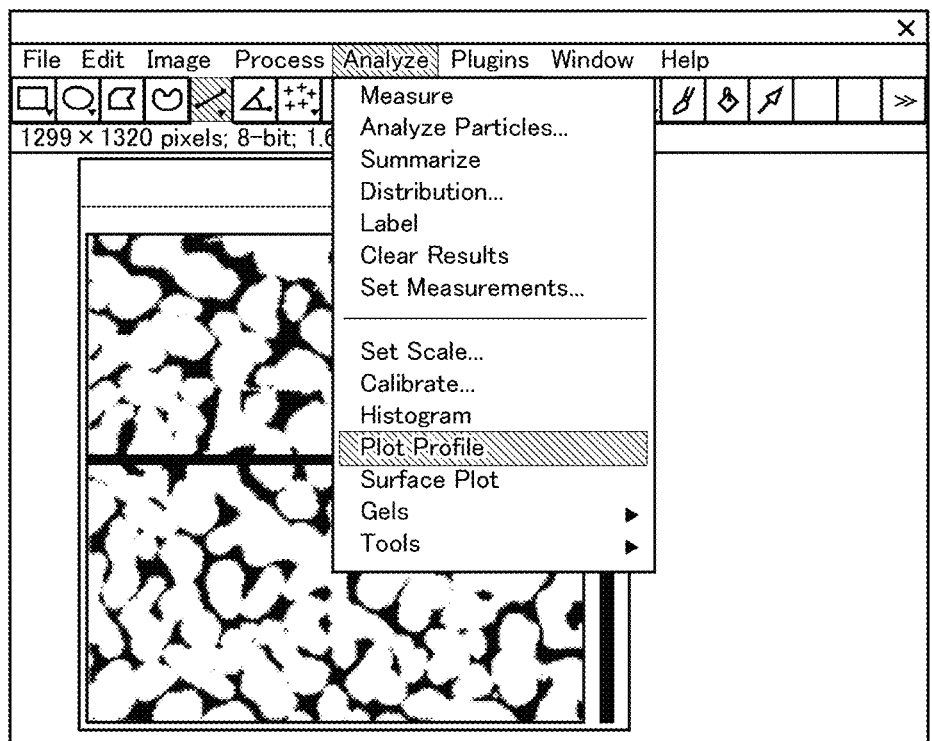 ×
File Edit Image Process Analyze Plugins Window Help
>>
1299 × 1320 pixels; 8-bit; 1.6
Measure
Analyze Particles...
Summarize
Distribution...
Label
Clear Results
Set Measurements...
Set Scale...
Calibrate...
Histogram
Plot Profile
Surface Plot
Gels
Tools